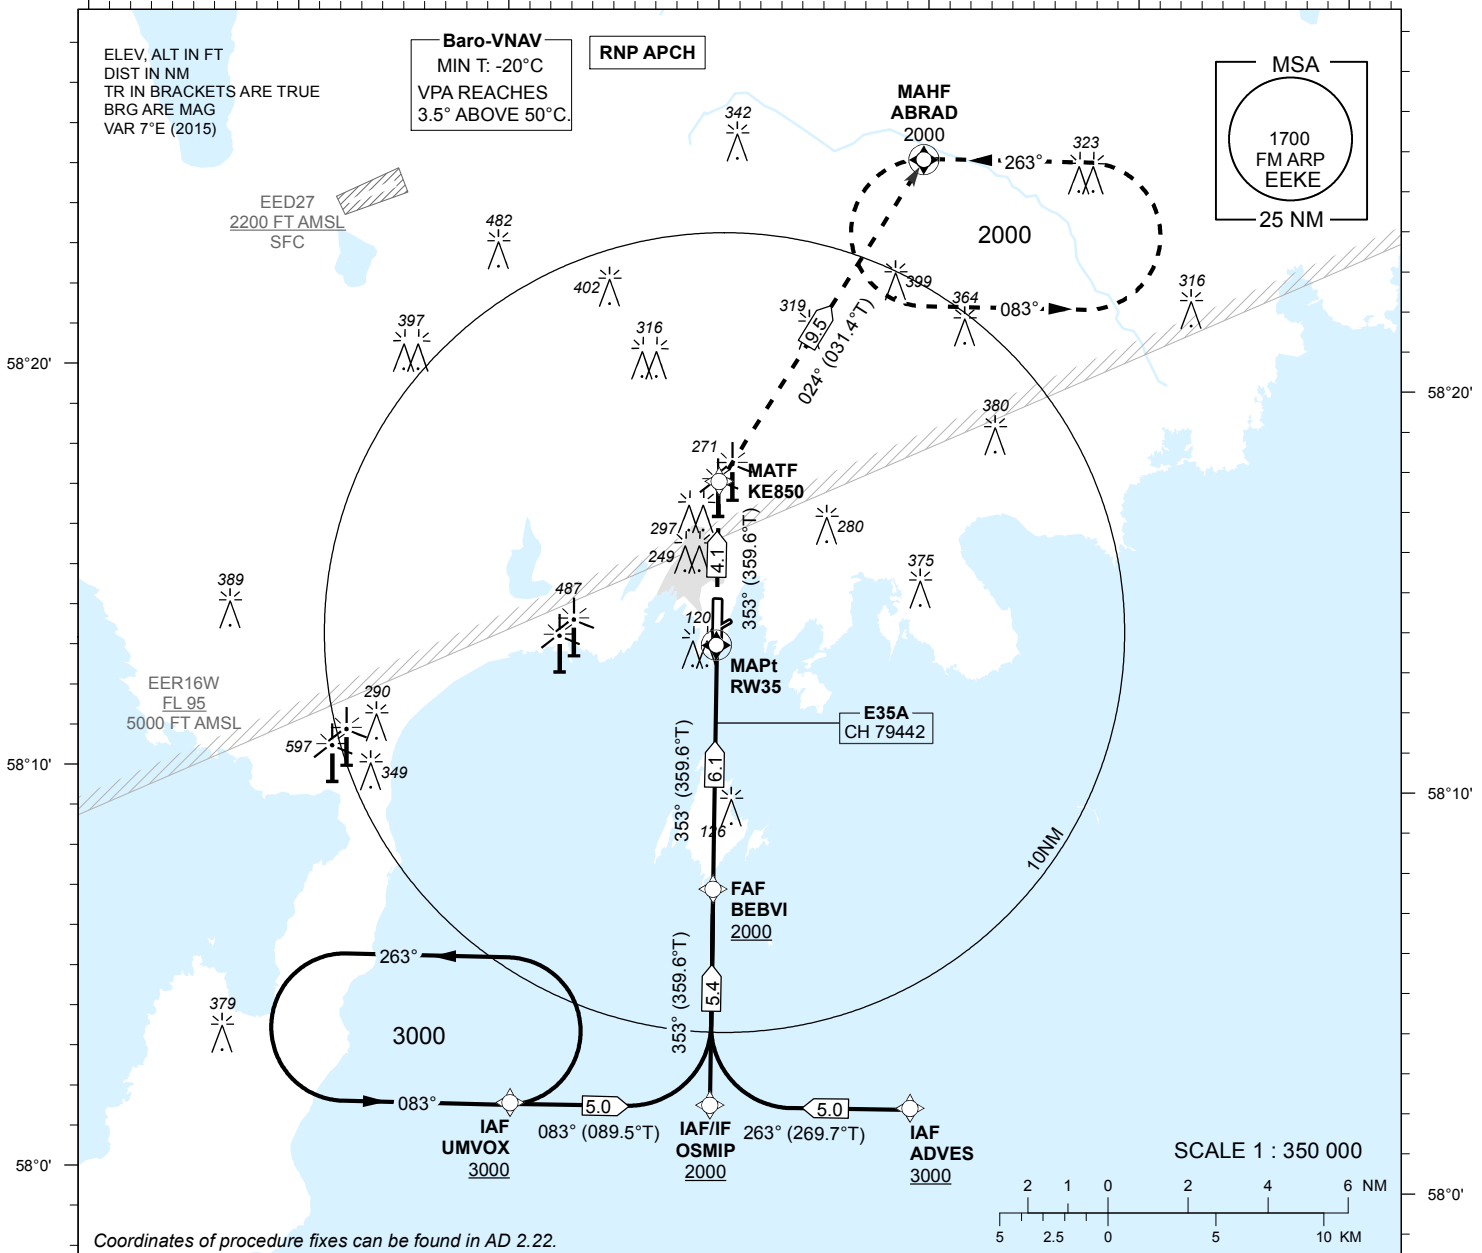 ELEV, ALT IN FT
DIST IN NM
TR IN BRACKETS ARE TRUE
BRG ARE MAG
VAR 7°E (2015)
Baro-VNAV
MIN T: -20°C
VPA REACHES
3.5° ABOVE 50°C.
RNP APCH
MSA
1700
FM ARP
EEKE
25 NM
MAHF
ABRAD
2000
342
323
263°
2000
083°
EED27
2200 FT AMSL
SFC
482
402
399
364
316
319
397
316
19.5
024° (031.4°T)
58°20'
58°20'
380
271
MATF
KE850
297
249
280
375
4.1
353° (359.6°T)
389
487
120
MAPt
RW35
EER16W
FL 95
5000 FT AMSL
290
597
349
E35A
CH 79442
353° (359.6°T)
6.1
126
58°10'
58°10'
10NM
FAF
BEBVI
2000
353° (359.6°T)
5.4
263°
3000
083°
379
5.0
083° (089.5°T)
5.0
263° (269.7°T)
IAF
UMVOX
3000
IAF/IF
OSMIP
2000
IAF
ADVES
3000
58°0'
58°0'
SCALE 1 : 350 000
2 1 0 2 4 6 NM
5 2.5 0 5 10 KM
Coordinates of procedure fixes can be found in AD 2.22.